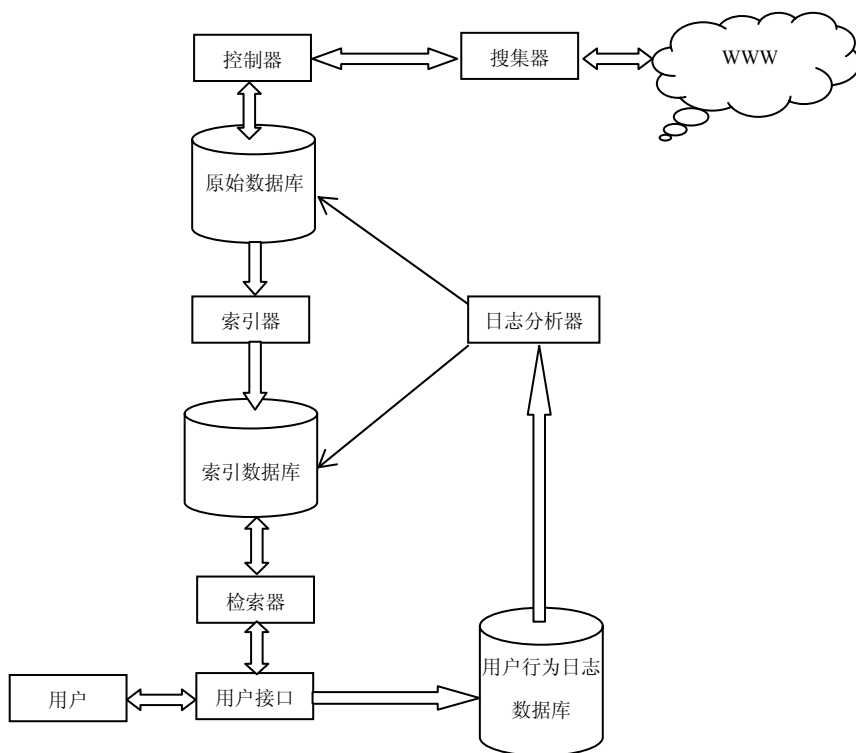 控制器
搜集器
WWW
原始数据库
索引器
日志分析器
索引数据库
检索器
用户行为日志
数据库
用户
用户接口